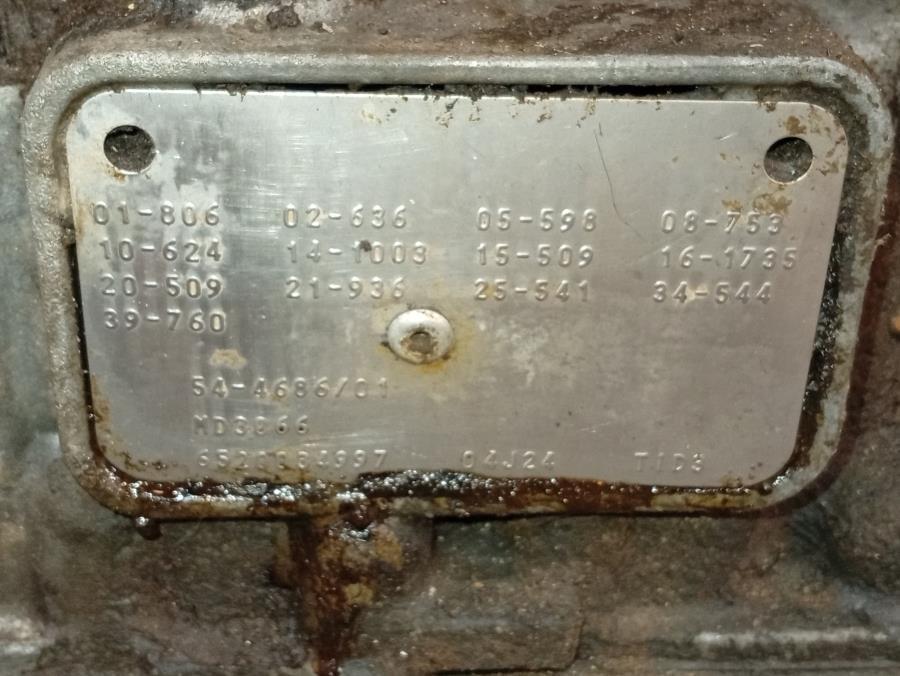 01-806 02-636 05-598 08-753
10-624 14-1003 15-509 16-1735
20-509 21-936 25-541 34-544
39-760
54-4686/01
MD3066
04J24 TID3